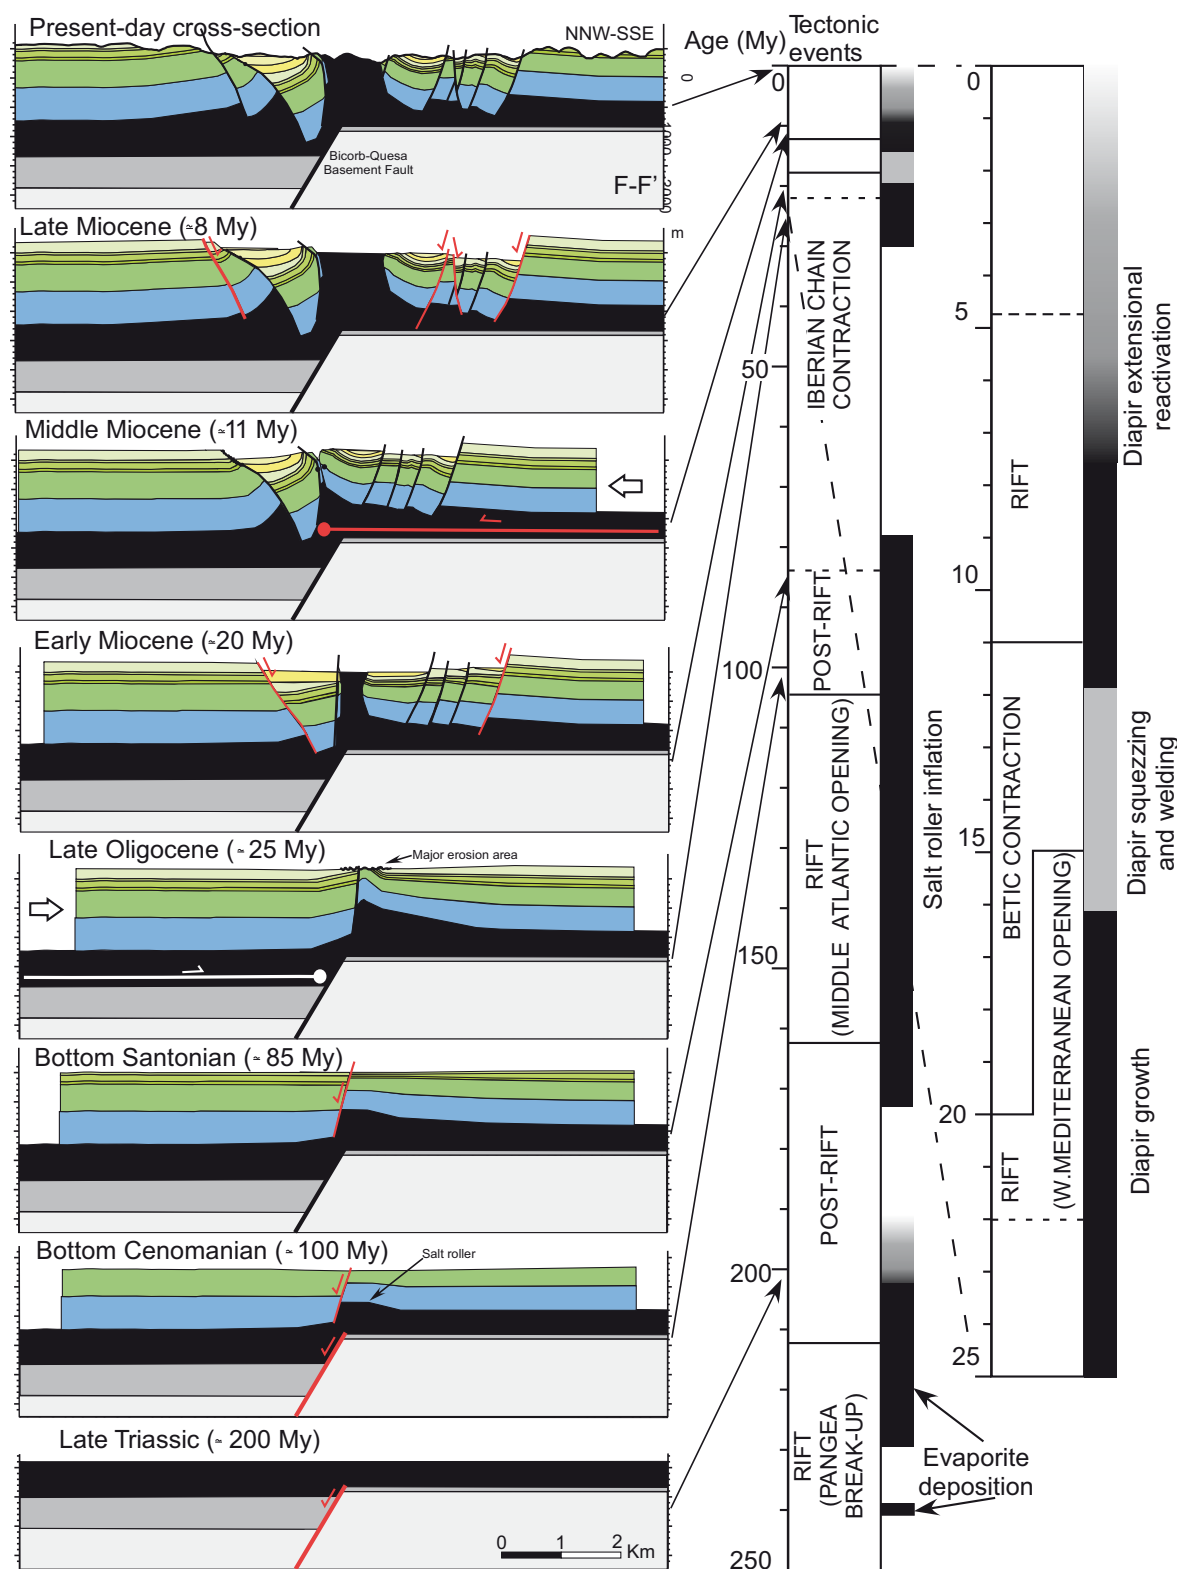 Present-day cross-section
NNW-SSE
0
1000
2000
m
Bicorb-Quesa
Basement Fault
F-F'
Late Miocene (≃8 My)
Middle Miocene (≃11 My)
Early Miocene (≃20 My)
Late Oligocene (≃25 My)
Major erosion area
Bottom Santonian (≃85 My)
Bottom Cenomanian (≃100 My)
Salt roller
Late Triassic (≃200 My)
0 1 2
Km
Age (My)
Tectonic
events
0
50
100
150
200
250
IBERIAN CHAIN
CONTRACTION
POST-RIFT
RIFT
(MIDDLE ATLANTIC OPENING)
POST-RIFT
RIFT
(PANGEA
BREAK-UP)
Salt roller inflation
Evaporite
deposition
0
5
10
15
20
25
RIFT
BETIC CONTRACTION
RIFT
(W.MEDITERRANEAN OPENING)
Diapir extensional
reactivation
Diapir squezzing
and welding
Diapir growth